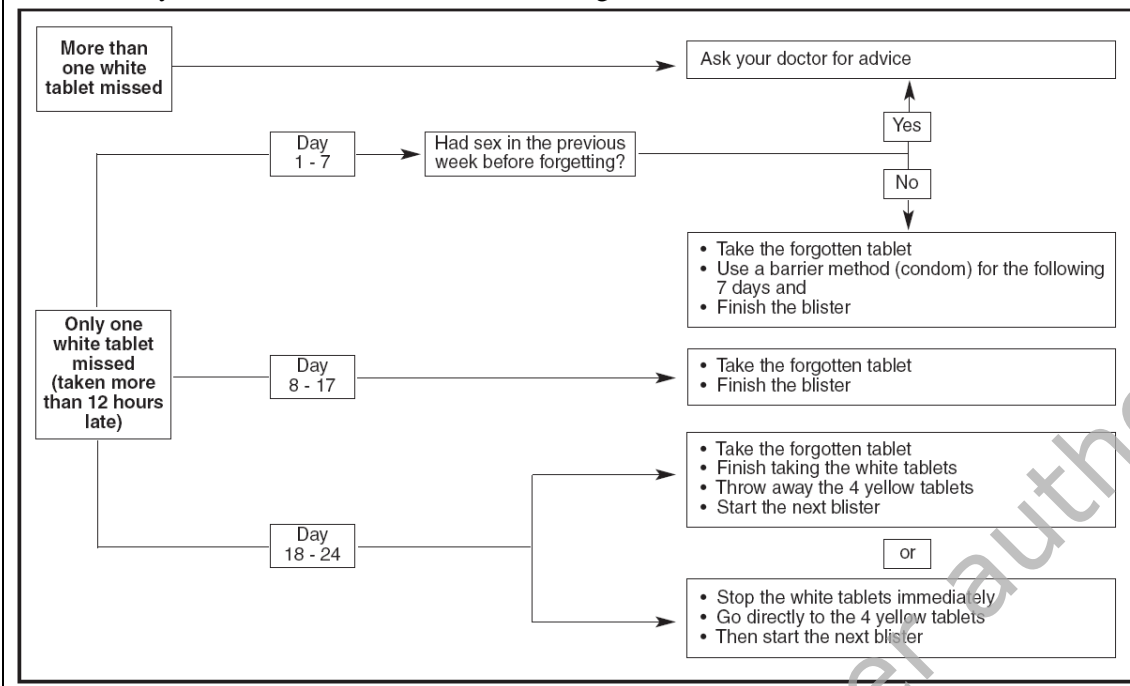 More than
one white
tablet missed
Ask your doctor for advice
Yes
Day
1 - 7
Had sex in the previous
week before forgetting?
No
• Take the forgotten tablet
• Use a barrier method (condom) for the following
7 days and
• Finish the blister
Only one
white tablet
missed
(taken more
than 12 hours
late)
Day
8 - 17
• Take the forgotten tablet
• Finish the blister
• Take the forgotten tablet
• Finish taking the white tablets
• Throw away the 4 yellow tablets
• Start the next blister
Day
18 - 24
or
• Stop the white tablets immediately
• Go directly to the 4 yellow tablets
• Then start the next blister